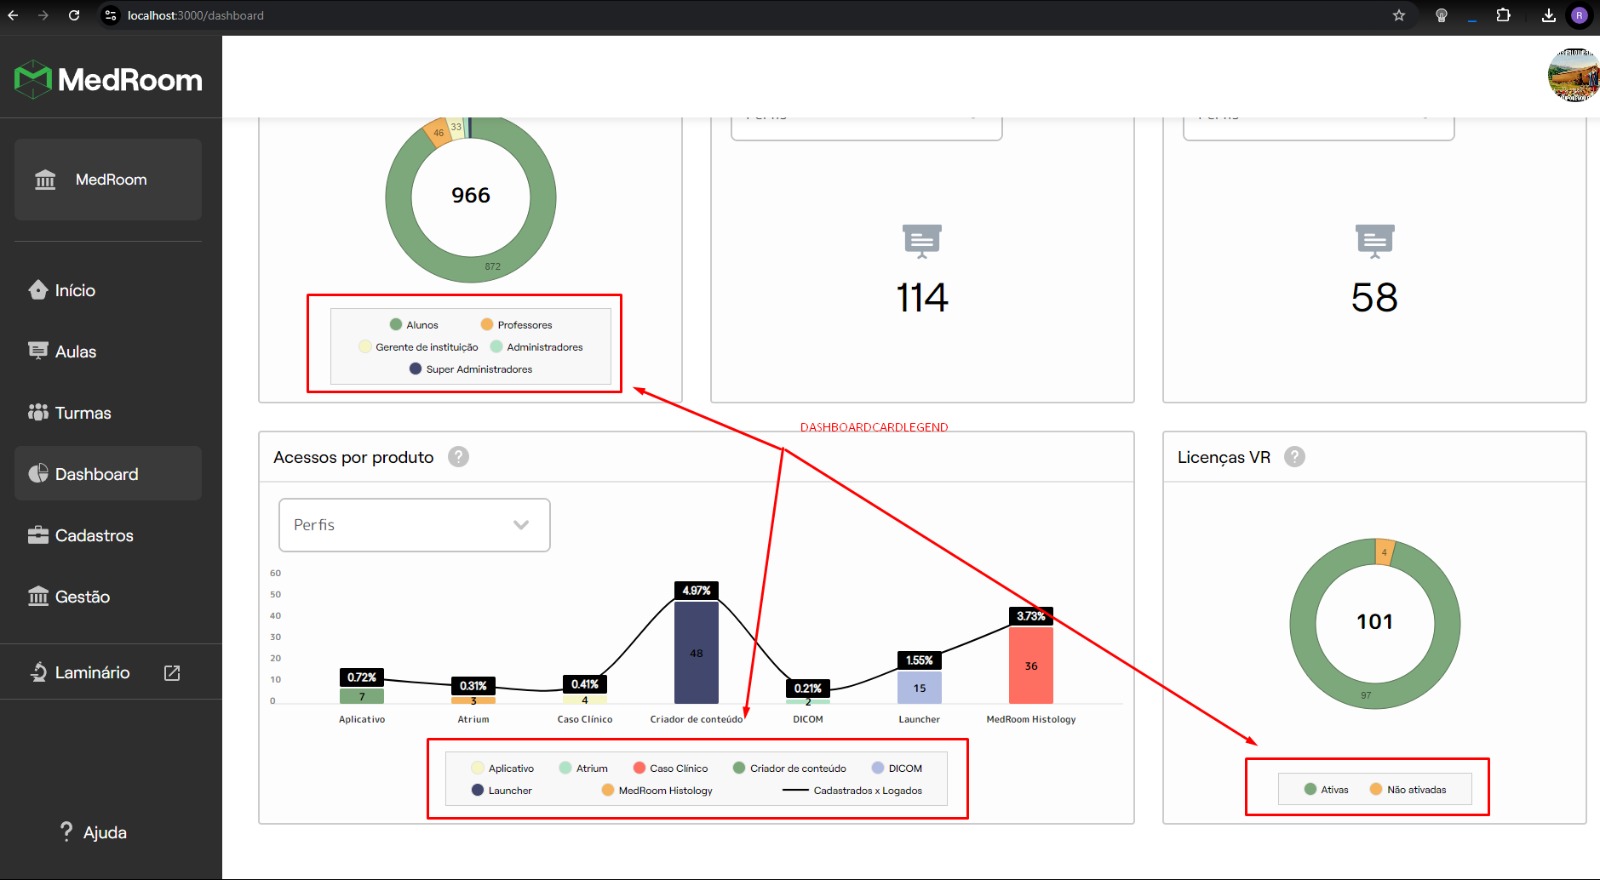 localhost:3000/dashboard
R
MedRoom
MedRoom
Início
Aulas
Turmas
Dashboard
Cadastros
Gestão
Laminário
? Ajuda
46
33
966
872
Alunos
Professores
Gerente de instituição
Administradores
Super Administradores
114
58
DASHBOARDCARDLEGEND
Acessos por produto ?
Perfis
60
50
40
30
20
10
0
0.72%
7
0.31%
3
0.41%
4
4.97%
48
0.21%
2
1.55%
15
3.73%
36
Aplicativo
Atrium
Caso Clínico
Criador de conteúdo
DICOM
Launcher
MedRoom Histology
Aplicativo
Atrium
Caso Clínico
Criador de conteúdo
DICOM
Launcher
MedRoom Histology
Cadastrados x Logados
Licenças VR ?
4
101
97
Ativas
Não ativadas